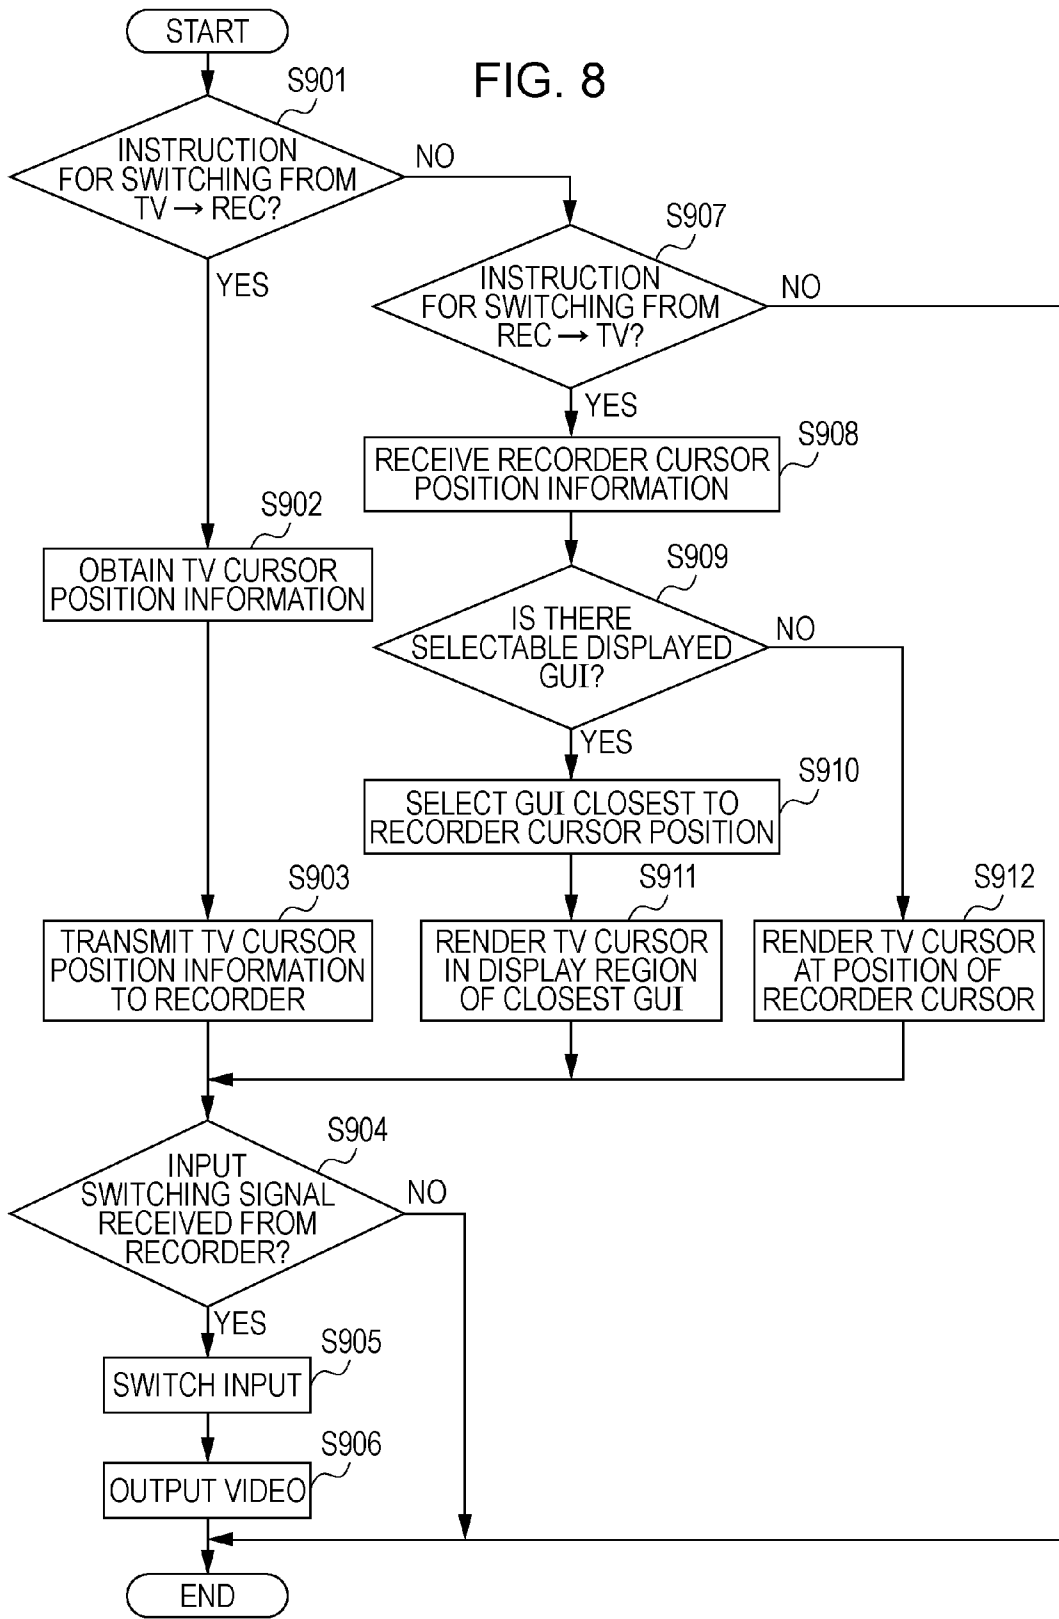 START
FIG. 8
S901
INSTRUCTION
FOR SWITCHING FROM
TV → REC?
NO
YES
S907
INSTRUCTION
FOR SWITCHING FROM
REC → TV?
NO
YES
S908
RECEIVE RECORDER CURSOR
POSITION INFORMATION
S902
OBTAIN TV CURSOR
POSITION INFORMATION
S909
IS THERE
SELECTABLE DISPLAYED
GUI?
NO
YES
S910
SELECT GUI CLOSEST TO
RECORDER CURSOR POSITION
S903
TRANSMIT TV CURSOR
POSITION INFORMATION
TO RECORDER
S911
RENDER TV CURSOR
IN DISPLAY REGION
OF CLOSEST GUI
S912
RENDER TV CURSOR
AT POSITION OF
RECORDER CURSOR
S904
INPUT
SWITCHING SIGNAL
RECEIVED FROM
RECORDER?
NO
YES
S905
SWITCH INPUT
S906
OUTPUT VIDEO
END